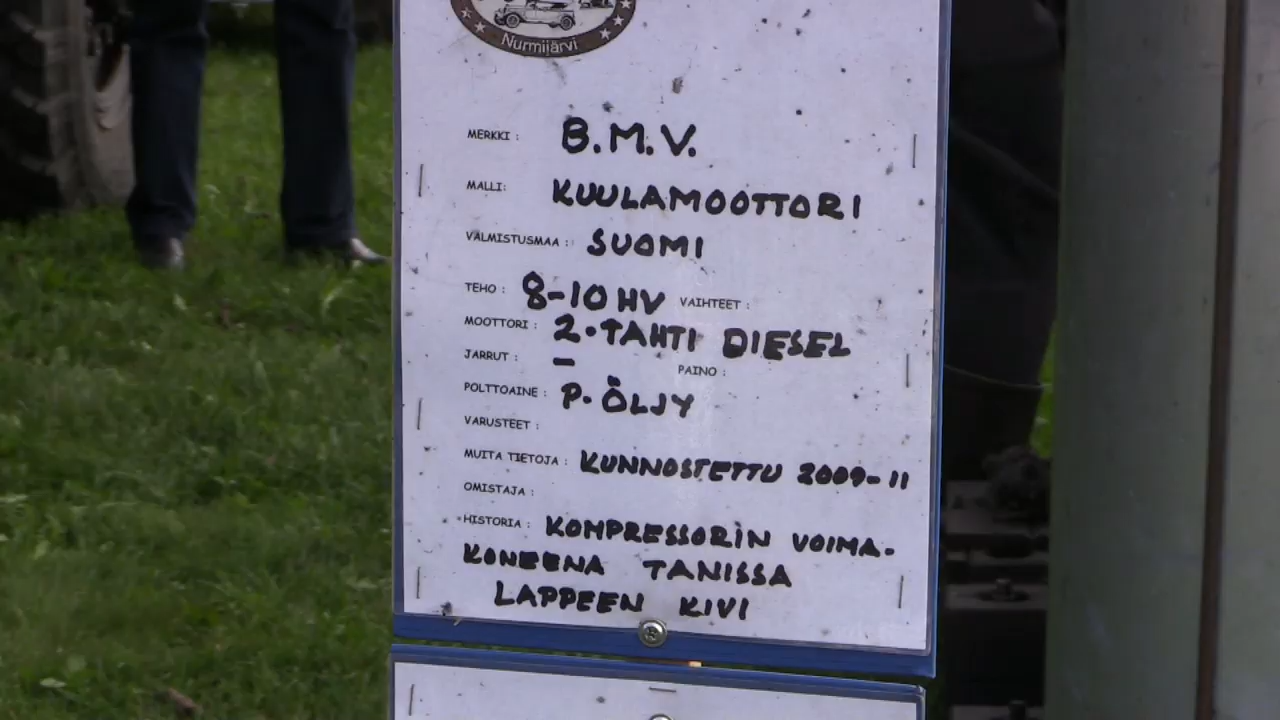 Nurmijärvi
MERKKI: B.M.V.
MALLI: KUULAMOOTTORI
VALMISTUSMAA: SUOMI
TEHO: 8-10 HV VAIHTEET:
MOOTTORI: 2-TAHTI DIESEL
JARRUT: - PAINO:
POLTTOAINE: P.ÖLJY
VARUSTEET:
MUITA TIETOJA: KUNNOSTETTU 2009-11
OMISTAJA:
HISTORIA: KOMPRESSORIN VOIMA-
KONEENA TANISSA
LAPPEEN KIVI